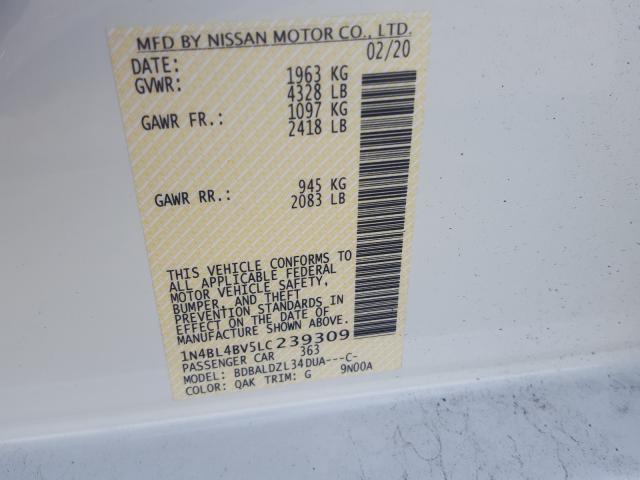 MFD BY NISSAN MOTOR CO., LTD.
DATE: 02/20
GVWR: 1963 KG
4328 LB
GAWR FR.: 1097 KG
2418 LB
GAWR RR.: 945 KG
2083 LB
THIS VEHICLE CONFORMS TO
ALL APPLICABLE FEDERAL
MOTOR VEHICLE SAFETY,
BUMPER, AND THEFT
PREVENTION STANDARDS IN
EFFECT ON THE DATE OF
MANUFACTURE SHOWN ABOVE.
1N4BL4BV5LC239309
PASSENGER CAR 363
MODEL: BDBALDZL34DUA---C-
COLOR: QAK TRIM: G 9N00A